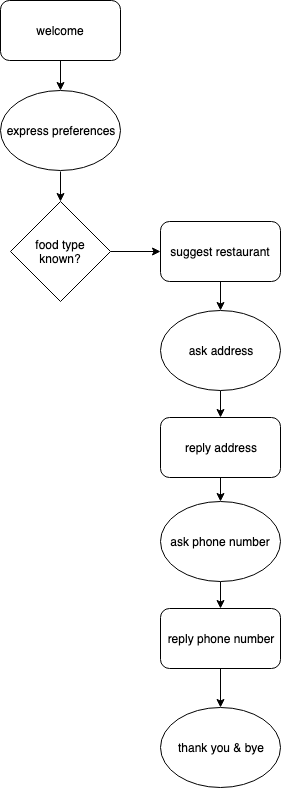 welcome
express preferences
food type
known?
suggest restaurant
ask address
reply address
ask phone number
reply phone number
thank you & bye